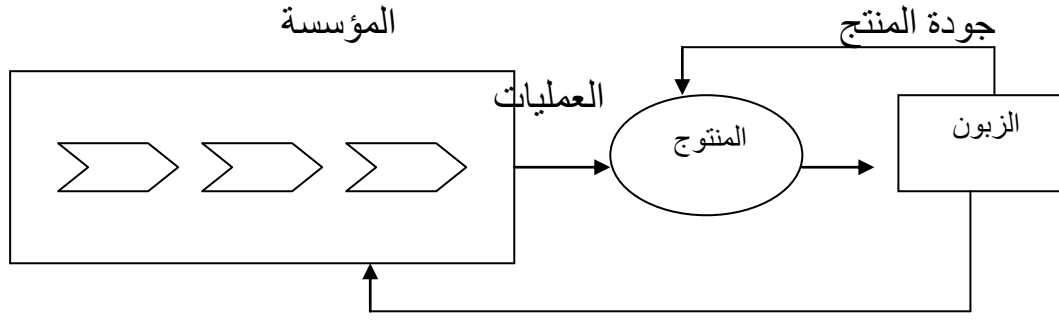 المؤسسة
جودة المنتج
العمليات
المنتوج
الزبون